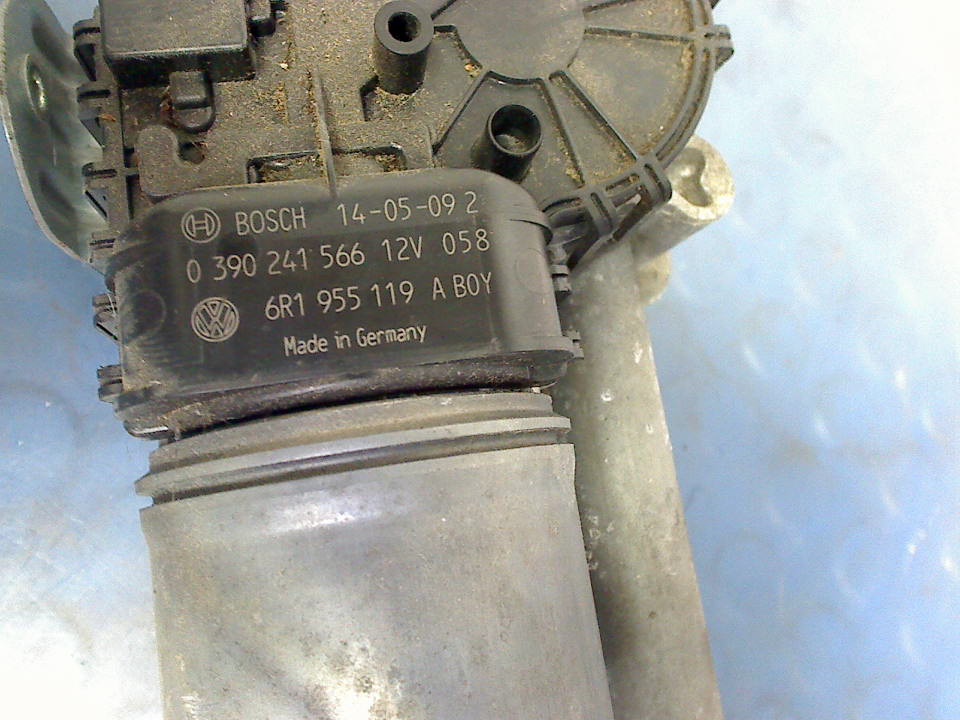 BOSCH 14-05-09 2
0 390 241 566 12V 058
6R1 955 119 A BOY
Made in Germany